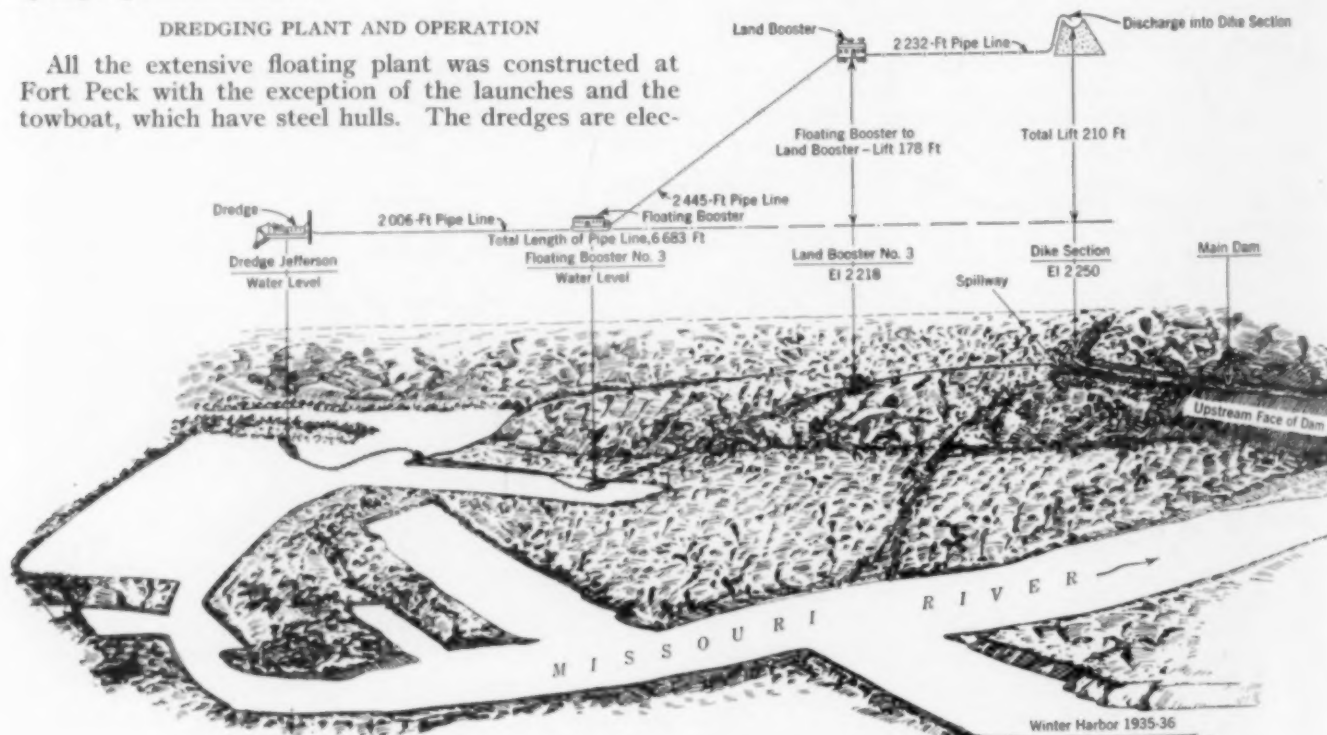 DREDGING PLANT AND OPERATION
All the extensive floating plant was constructed at
Fort Peck with the exception of the launches and the
towboat, which have steel hulls. The dredges are elec-
Land Booster
2 232-Ft Pipe Line
Discharge into Dike Section
Floating Booster to
Land Booster – Lift 178 Ft
Total Lift 210 Ft
Dredge
2 006-Ft Pipe Line
2 445-Ft Pipe Line
Floating Booster
Total Length of Pipe Line, 6 683 Ft
Dredge Jefferson
Water Level
Floating Booster No. 3
Water Level
Land Booster No. 3
El 2 218
Dike Section
El 2 250
Main Dam
Spillway
Upstream Face of Dam
MISSOURI RIVER
Winter Harbor 1935-36